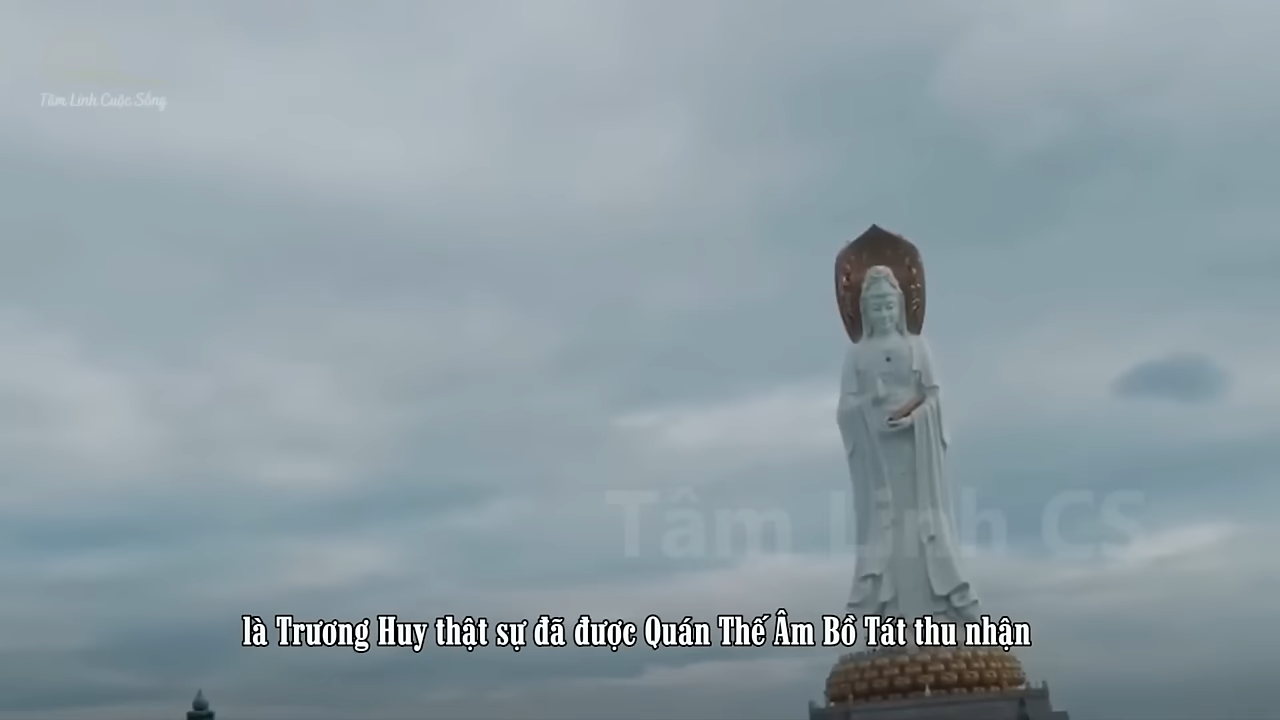 Tâm Linh Cuộc Sống
Tâm Linh CS
là Trương Huy thật sự đã được Quán Thế Âm Bồ Tát thu nhận